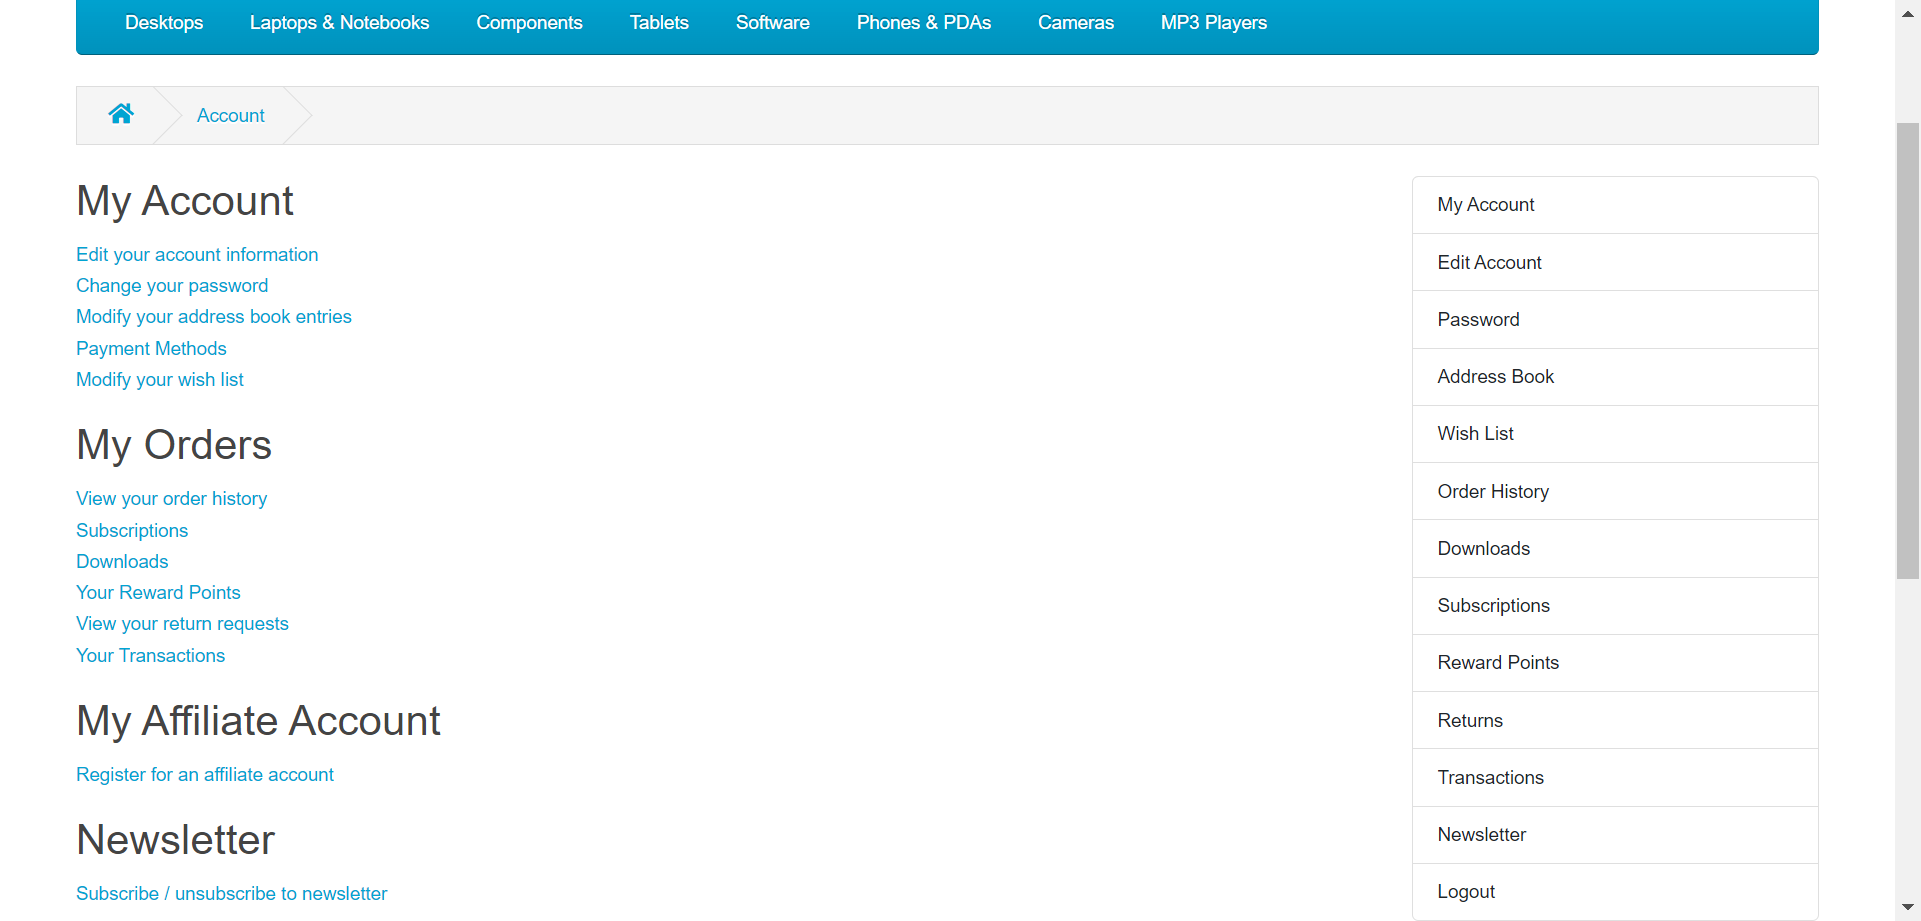 Desktops Laptops & Notebooks Components Tablets Software Phones & PDAs Cameras MP3 Players
Account
My Account
Edit your account information
Change your password
Modify your address book entries
Payment Methods
Modify your wish list
My Orders
View your order history
Subscriptions
Downloads
Your Reward Points
View your return requests
Your Transactions
My Affiliate Account
Register for an affiliate account
Newsletter
Subscribe / unsubscribe to newsletter
My Account
Edit Account
Password
Address Book
Wish List
Order History
Downloads
Subscriptions
Reward Points
Returns
Transactions
Newsletter
Logout